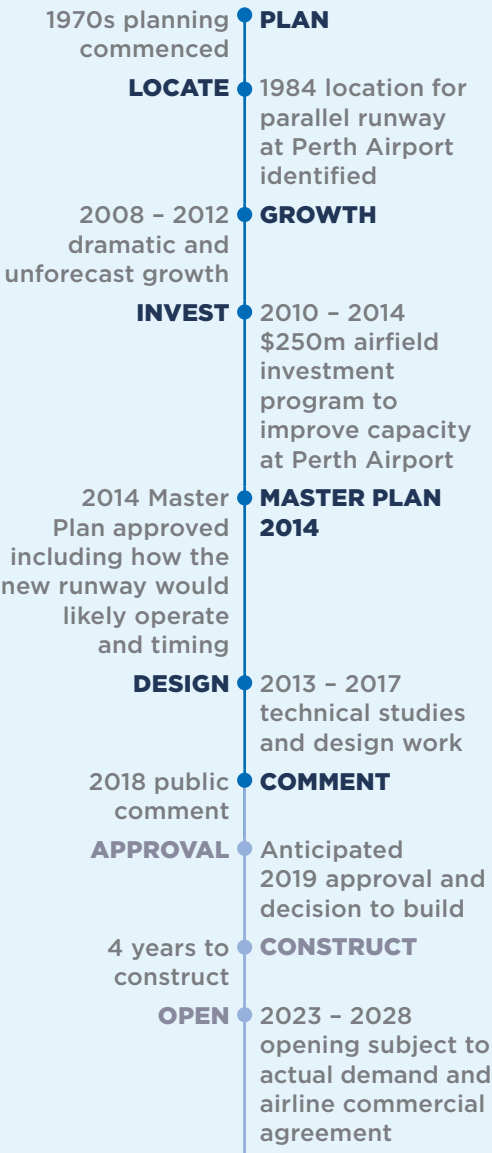 PLAN
1970s planning
commenced
LOCATE
1984 location for
parallel runway
at Perth Airport
identified
GROWTH
2008 – 2012
dramatic and
unforecast growth
INVEST
2010 – 2014
$250m airfield
investment
program to
improve capacity
at Perth Airport
MASTER PLAN
2014
2014 Master
Plan approved
including how the
new runway would
likely operate
and timing
DESIGN
2013 – 2017
technical studies
and design work
COMMENT
2018 public
comment
APPROVAL
Anticipated
2019 approval and
decision to build
CONSTRUCT
4 years to
construct
OPEN
2023 – 2028
opening subject to
actual demand and
airline commercial
agreement